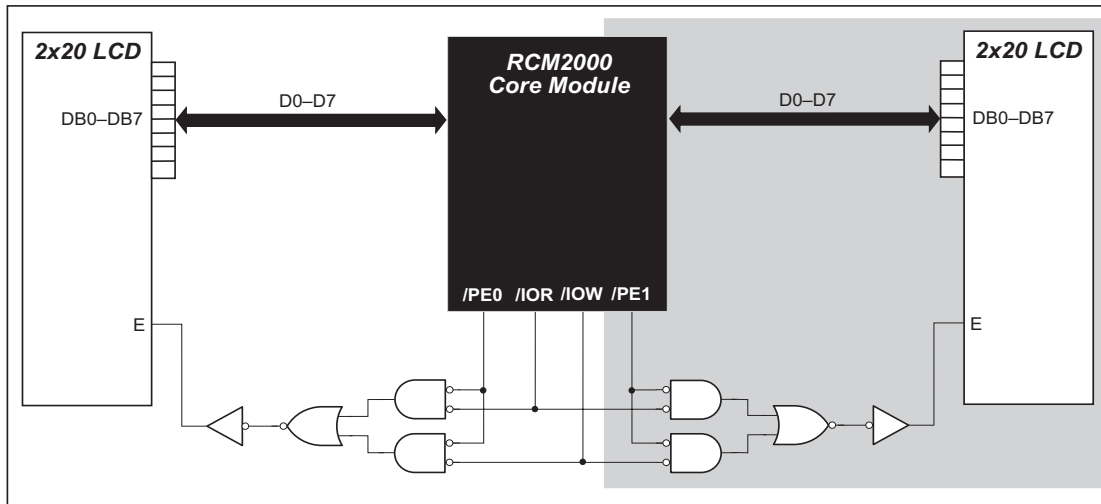 2x20 LCD
DB0–DB7
D0–D7
E
RCM2000
Core Module
/PE0 /IOR /IOW /PE1
D0–D7
2x20 LCD
DB0–DB7
E